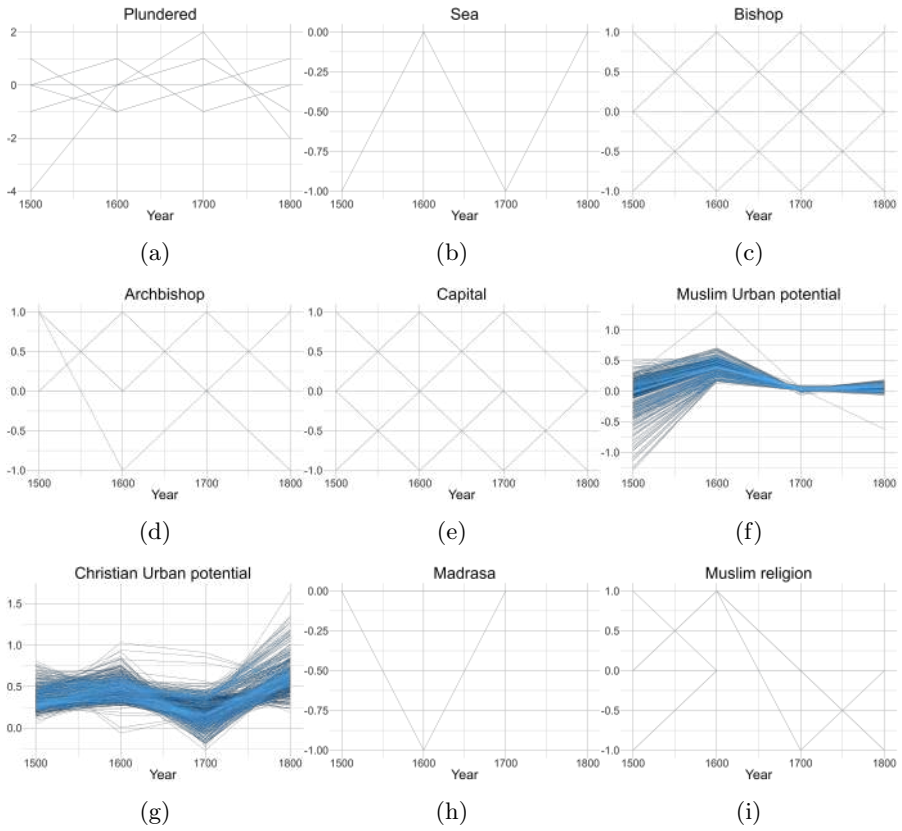 Plundered
2
0
-2
-4
1500 1600 1700 1800
Year
(a)
Sea
0.00
-0.25
-0.50
-0.75
-1.00
1500 1600 1700 1800
Year
(b)
Bishop
1.0
0.5
0.0
-0.5
-1.0
1500 1600 1700 1800
Year
(c)
Archbishop
1.0
0.5
0.0
-0.5
-1.0
1500 1600 1700 1800
Year
(d)
Capital
1.0
0.5
0.0
-0.5
-1.0
1500 1600 1700 1800
Year
(e)
Muslim Urban potential
1.0
0.5
0.0
-0.5
-1.0
1500 1600 1700 1800
Year
(f)
Christian Urban potential
1.5
1.0
0.5
0.0
1500 1600 1700 1800
Year
(g)
Madrasa
0.00
-0.25
-0.50
-0.75
-1.00
1500 1600 1700 1800
Year
(h)
Muslim religion
1.0
0.5
0.0
-0.5
-1.0
1500 1600 1700 1800
Year
(i)